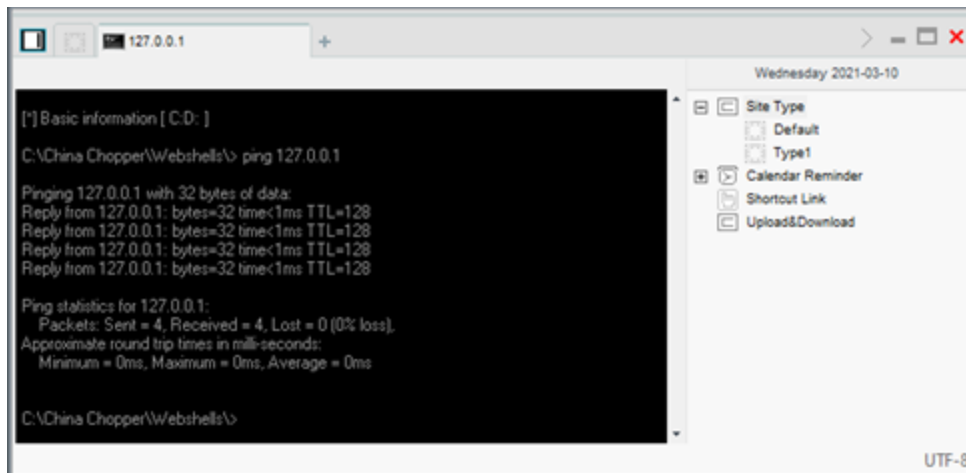 127.0.0.1
+
Wednesday 2021-03-10
[*] Basic information [ C:D: ]
C:\China Chopper\Webshells\> ping 127.0.0.1
Pinging 127.0.0.1 with 32 bytes of data:
Reply from 127.0.0.1: bytes=32 time<1ms TTL=128
Reply from 127.0.0.1: bytes=32 time<1ms TTL=128
Reply from 127.0.0.1: bytes=32 time<1ms TTL=128
Reply from 127.0.0.1: bytes=32 time<1ms TTL=128
Ping statistics for 127.0.0.1:
Packets: Sent = 4, Received = 4, Lost = 0 (0% loss),
Approximate round trip times in milli-seconds:
Minimum = 0ms, Maximum = 0ms, Average = 0ms
C:\China Chopper\Webshells\>
Site Type
Default
Type1
Calendar Reminder
Shortcut Link
Upload&Download
UTF-8